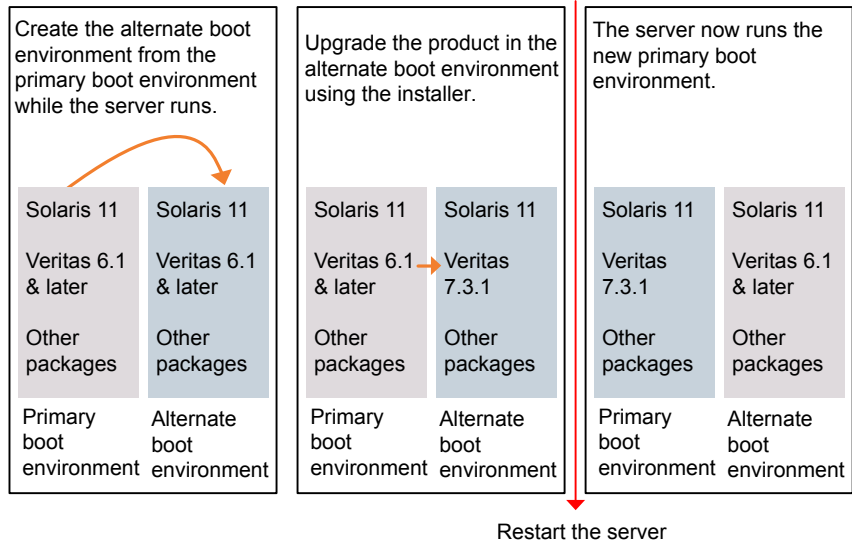 Create the alternate boot
environment from the
primary boot environment
while the server runs.
Solaris 11
Veritas 6.1
& later
Other
packages
Primary
boot
environment
Solaris 11
Veritas 6.1
& later
Other
packages
Alternate
boot
environment
Upgrade the product in the
alternate boot environment
using the installer.
Solaris 11
Veritas 6.1
& later
Other
packages
Primary
boot
environment
Solaris 11
Veritas
7.3.1
Other
packages
Alternate
boot
environment
The server now runs the
new primary boot
environment.
Solaris 11
Veritas
7.3.1
Other
packages
Primary
boot
environment
Solaris 11
Veritas 6.1
& later
Other
packages
Alternate
boot
environment
Restart the server